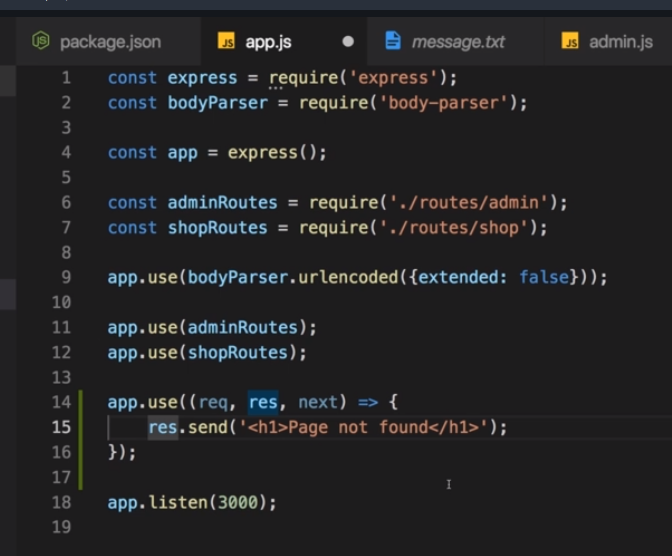 package.json
JS app.js
message.txt
JS admin.js
1 const express = require('express');
2 const bodyParser = require('body-parser');
3
4 const app = express();
5
6 const adminRoutes = require('./routes/admin');
7 const shopRoutes = require('./routes/shop');
8
9 app.use(bodyParser.urlencoded({extended: false}));
10
11 app.use(adminRoutes);
12 app.use(shopRoutes);
13
14 app.use((req, res, next) => {
15 res.send('<h1>Page not found</h1>');
16 });
17
18 app.listen(3000);
19